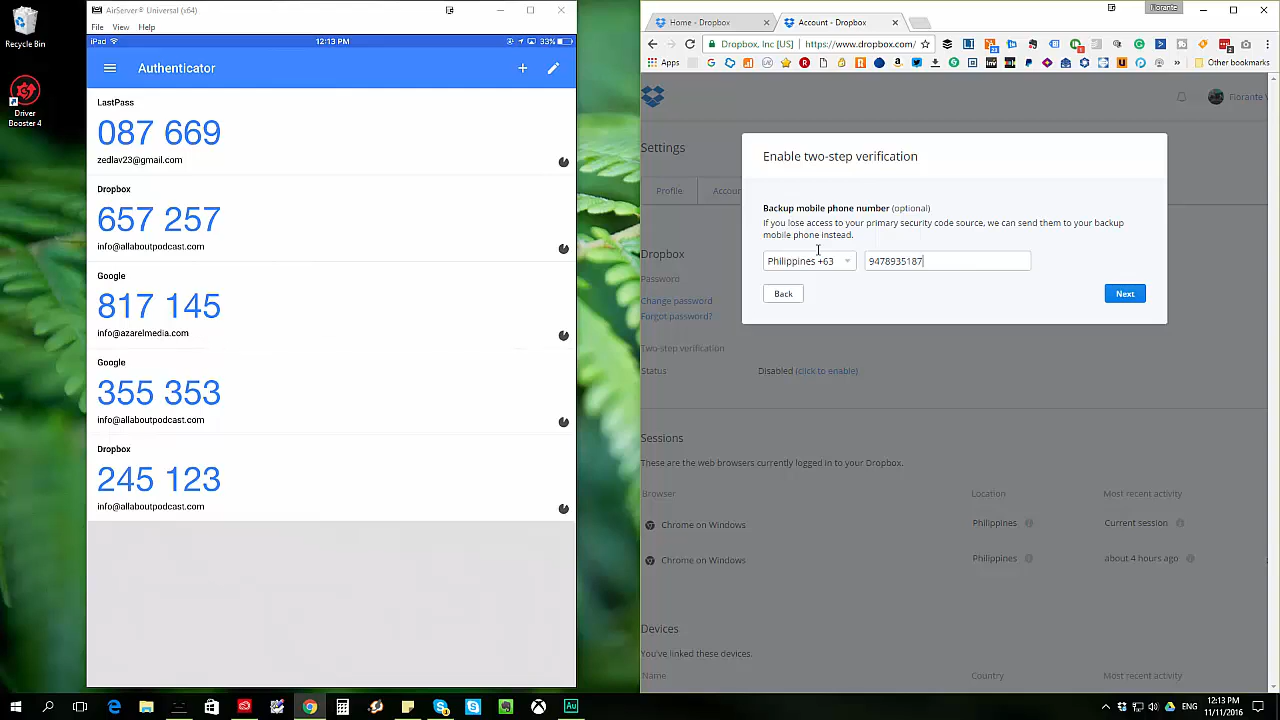 Recycle Bin
Driver
Booster 4
AirServer® Universal (x64)
File View Help
iPad 12:13 PM 33%
Authenticator
LastPass
087 669
zedlav23@gmail.com
Dropbox
657 257
info@allaboutpodcast.com
Google
817 145
info@azarelmedia.com
Google
355 353
info@allaboutpodcast.com
Dropbox
245 123
info@allaboutpodcast.com
Home - Dropbox
Account - Dropbox
Fiorante
Dropbox, Inc [US] https://www.dropbox.com/
Apps
Other bookmarks
Fiorante V
Settings
Profile
Accou
Enable two-step verification
Backup mobile phone number (optional)
If you lose access to your primary security code source, we can send them to your backup
mobile phone instead.
Philippines +63
9478935187
Back
Next
Dropbox
Password
Change password
Forgot password?
Two-step verification
Status Disabled (click to enable)
Sessions
These are the web browsers currently logged in to your Dropbox.
Browser Location Most recent activity
Chrome on Windows Philippines Current session
Chrome on Windows Philippines about 4 hours ago
Devices
You've linked these devices.
Name Country Most recent activity
ENG
12:13 PM
11/11/2016